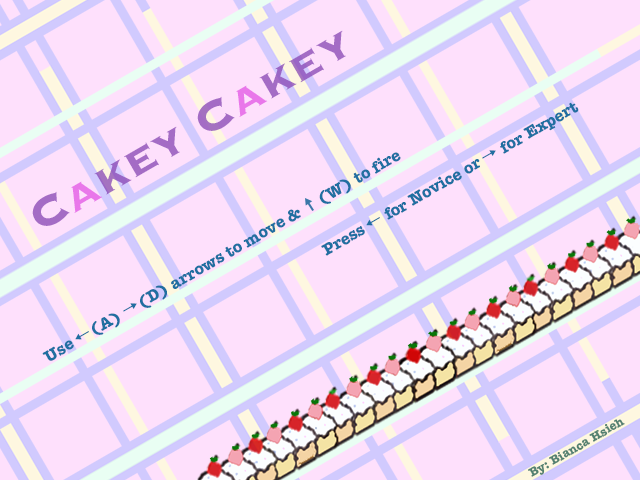 CAKEY CAKEY
Use ← (A) → (D) arrows to move & ↑ (W) to fire
Press ← for Novice or → for Expert
By: Bianca Hsieh